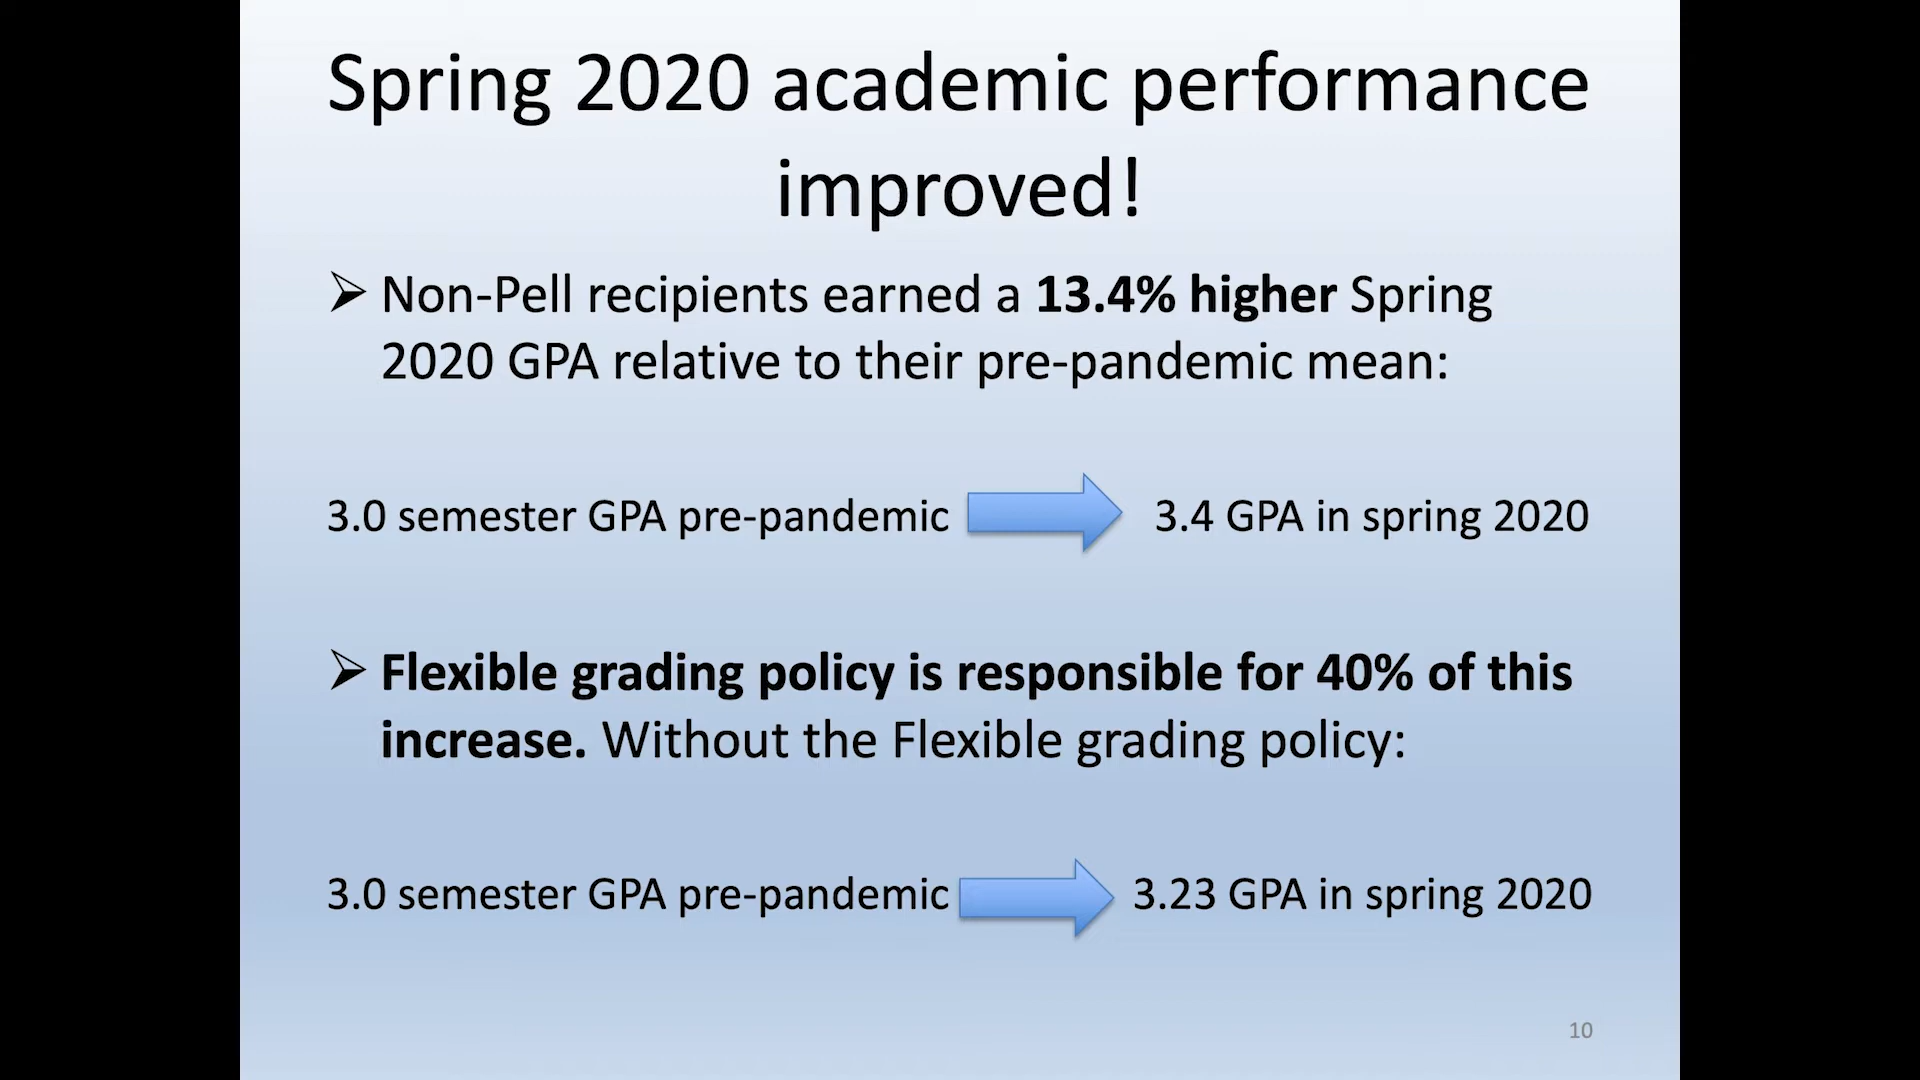 Spring 2020 academic performance
improved!
➢ Non-Pell recipients earned a 13.4% higher Spring
2020 GPA relative to their pre-pandemic mean:
3.0 semester GPA pre-pandemic 3.4 GPA in spring 2020
➢ Flexible grading policy is responsible for 40% of this
increase. Without the Flexible grading policy:
3.0 semester GPA pre-pandemic 3.23 GPA in spring 2020
10